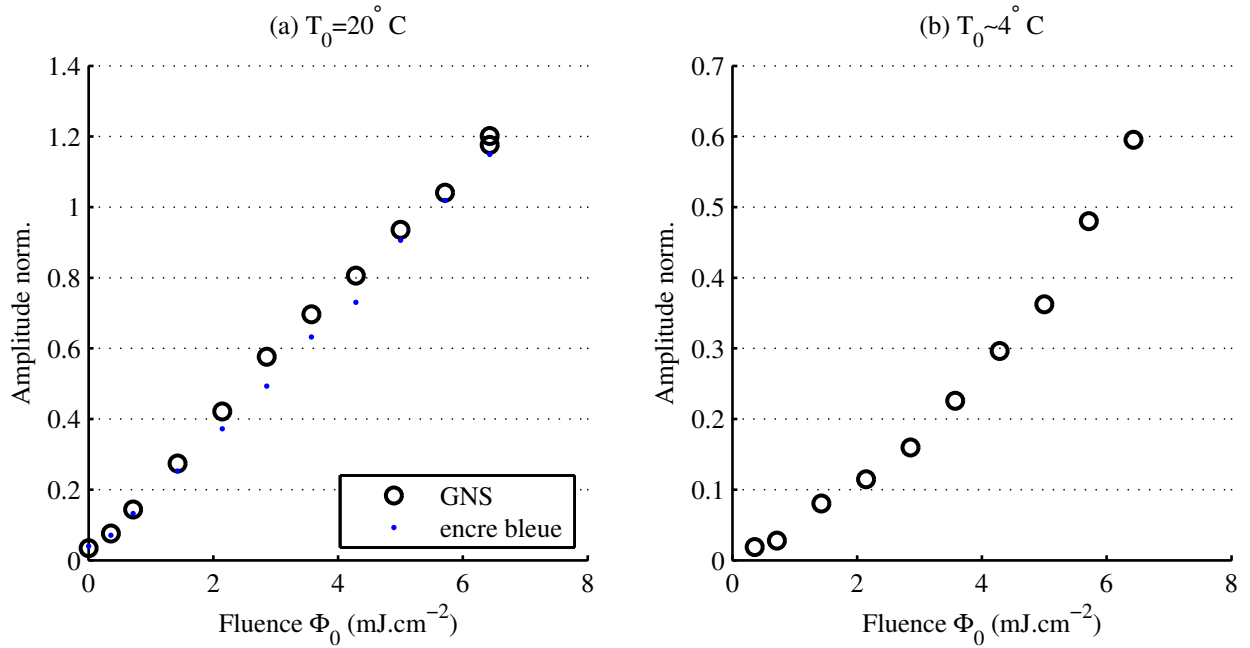 (a) T₀=20° C
1.4
1.2
1
0.8
0.6
0.4
0.2
0
0 2 4 6 8
Amplitude norm.
Fluence Φ₀ (mJ.cm⁻²)
GNS
encre bleue
(b) T₀~4° C
0.7
0.6
0.5
0.4
0.3
0.2
0.1
0
0 2 4 6 8
Amplitude norm.
Fluence Φ₀ (mJ.cm⁻²)